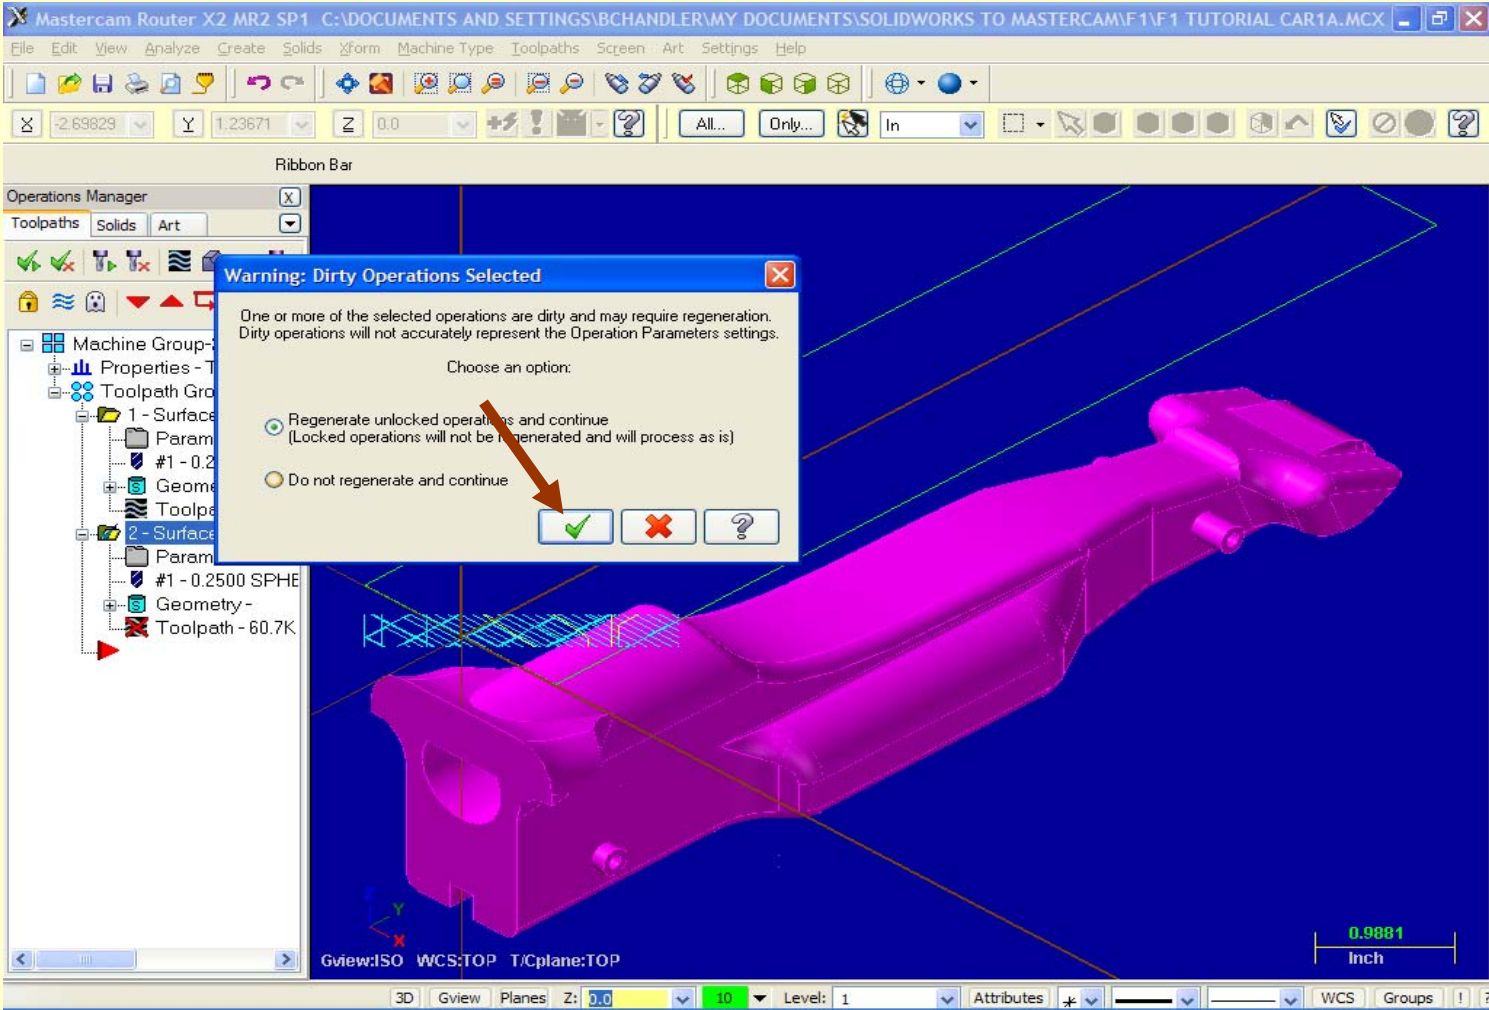 Mastercam Router X2 MR2 SP1 C:\DOCUMENTS AND SETTINGS\BCHANDLER\MY DOCUMENTS\SOLIDWORKS TO MASTERCAM\F1\F1 TUTORIAL CAR1A.MCX
File Edit View Analyze Create Solids Xform Machine Type Toolpaths Screen Art Settings Help
X -2.69829 Y 1.23671 Z 0.0 All... Only... In
Ribbon Bar
Operations Manager
Toolpaths Solids Art
Warning: Dirty Operations Selected
One or more of the selected operations are dirty and may require regeneration.
Dirty operations will not accurately represent the Operation Parameters settings.
Choose an option:
Regenerate unlocked operations and continue
(Locked operations will not be regenerated and will process as is)
Do not regenerate and continue
Machine Group-
Properties - T
Toolpath Gro
1 - Surface
Param
#1 - 0.2
Geome
Toolpa
2 - Surface
Param
#1 - 0.2500 SPHE
Geometry -
Toolpath - 60.7K
Z
Y
X
Gview:ISO WCS:TOP T/Cplane:TOP
0.9881
Inch
3D Gview Planes Z: 0.0 10 Level: 1 Attributes WCS Groups ! ?